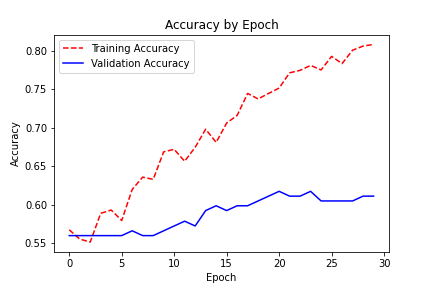 Accuracy by Epoch
Training Accuracy
Validation Accuracy
Accuracy
0.80
0.75
0.70
0.65
0.60
0.55
0 5 10 15 20 25 30
Epoch